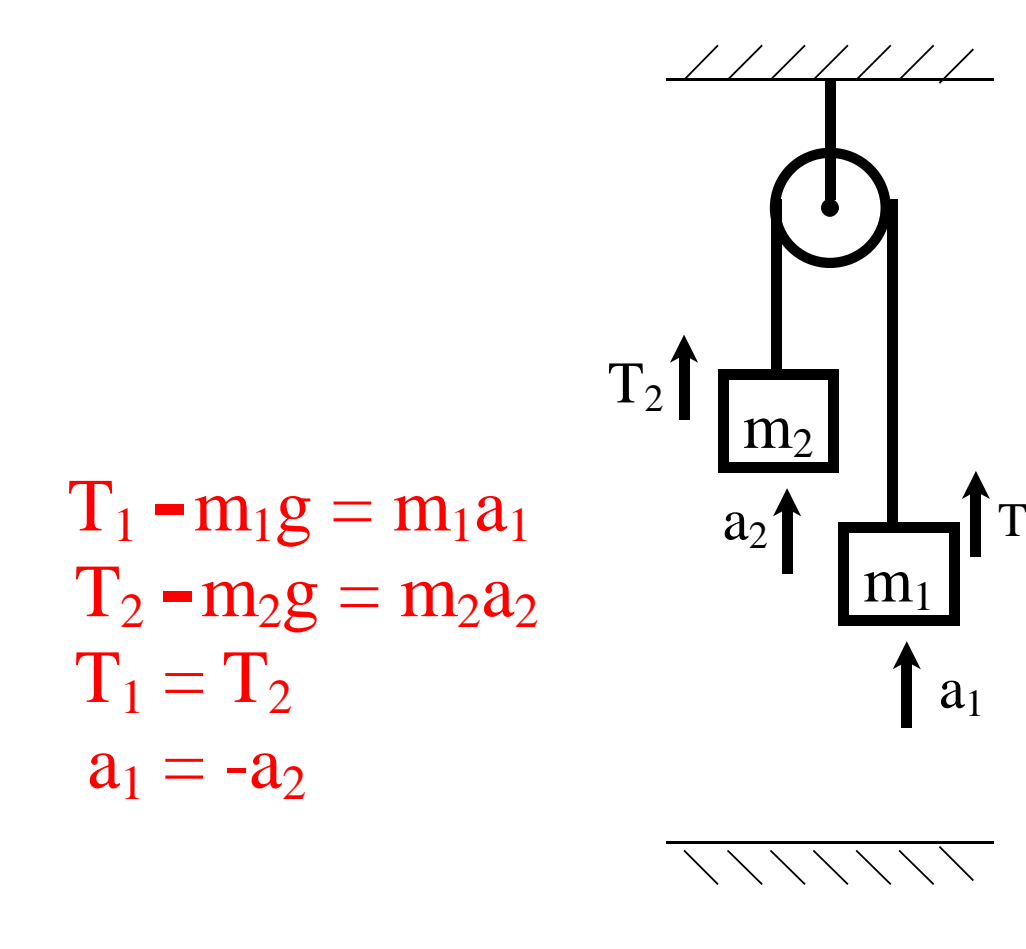 T₂
m₂
a₂
T
m₁
a₁
T₁ - m₁g = m₁a₁
T₂ - m₂g = m₂a₂
T₁ = T₂
a₁ = -a₂